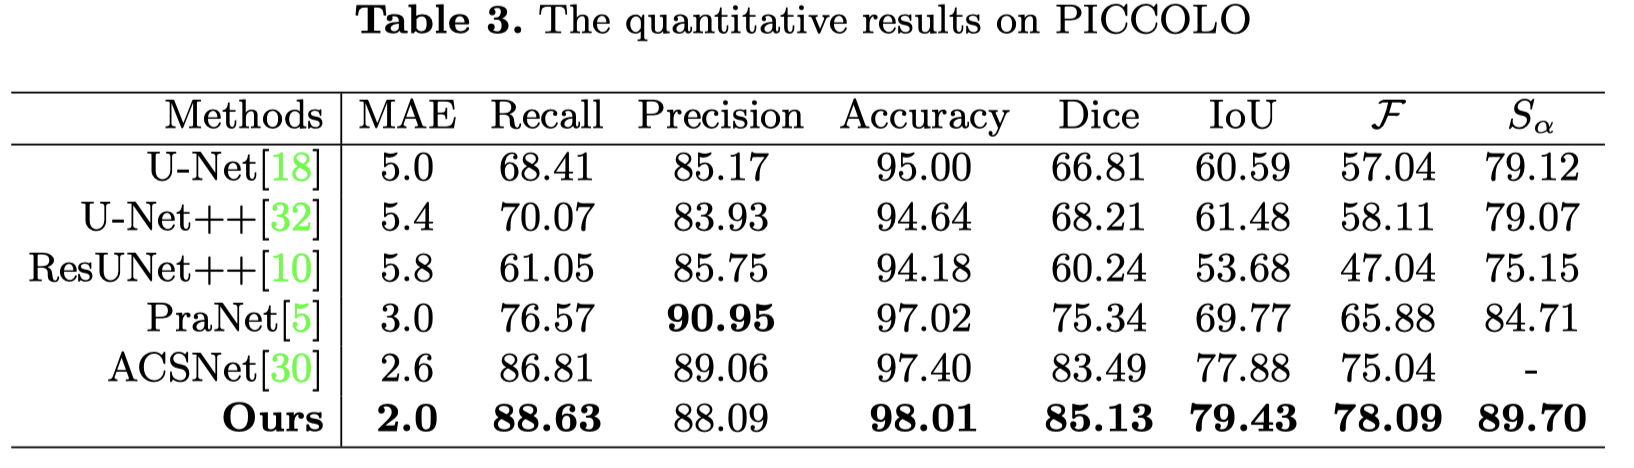 Table 3. The quantitative results on PICCOLO
Methods MAE Recall Precision Accuracy Dice IoU ℱ Sα
U-Net[18] 5.0 68.41 85.17 95.00 66.81 60.59 57.04 79.12
U-Net++[32] 5.4 70.07 83.93 94.64 68.21 61.48 58.11 79.07
ResUNet++[10] 5.8 61.05 85.75 94.18 60.24 53.68 47.04 75.15
PraNet[5] 3.0 76.57 90.95 97.02 75.34 69.77 65.88 84.71
ACSNet[30] 2.6 86.81 89.06 97.40 83.49 77.88 75.04 -
Ours 2.0 88.63 88.09 98.01 85.13 79.43 78.09 89.70